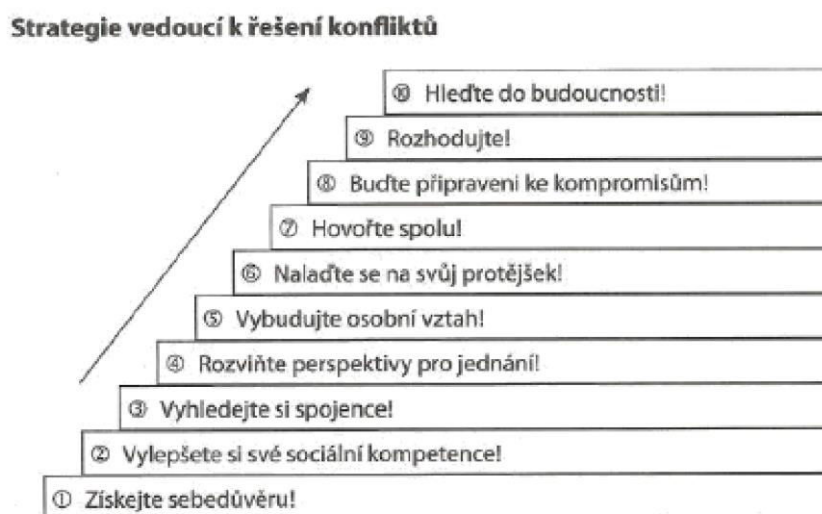 Strategie vedoucí k řešení konfliktů
⑩ Hleďte do budoucnosti!
⑨ Rozhodujte!
⑧ Buďte připraveni ke kompromisům!
⑦ Hovořte spolu!
⑥ Nalaďte se na svůj protějšek!
⑤ Vybudujte osobní vztah!
④ Rozviňte perspektivy pro jednání!
③ Vyhledejte si spojence!
② Vylepšete si své sociální kompetence!
① Získejte sebedůvěru!